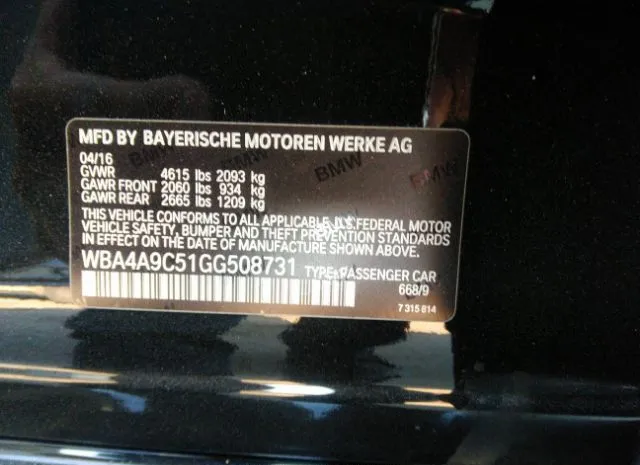 MFD BY BAYERISCHE MOTOREN WERKE AG
04/16
GVWR 4615 lbs 2093 kg
GAWR FRONT 2060 lbs 934 kg
GAWR REAR 2665 lbs 1209 kg
THIS VEHICLE CONFORMS TO ALL APPLICABLE U.S.FEDERAL MOTOR
VEHICLE SAFETY, BUMPER, AND THEFT PREVENTION STANDARDS
IN EFFECT ON THE DATE OF MANUFACTURE SHOWN ABOVE.
WBA4A9C51GG508731 TYPE: PASSENGER CAR
668/9
7 315 814
BMW
BMW